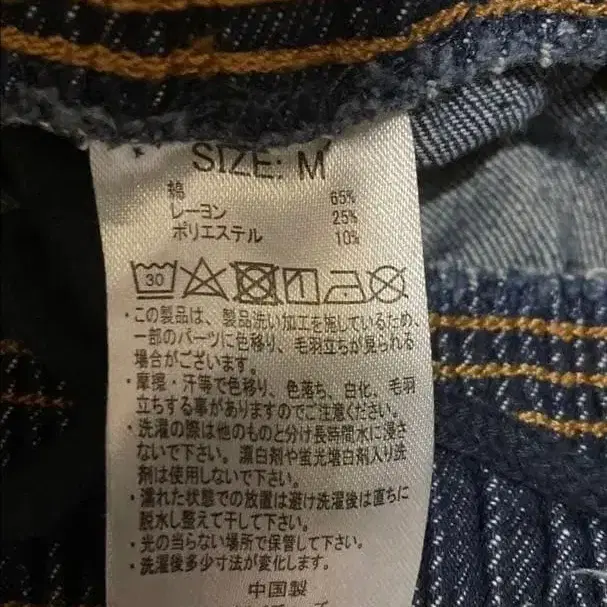 SIZE: M
綿 65%
レーヨン 25%
ポリエステル 10%
30
・この製品は、製品洗い加工を施しているため、
一部のパーツに色移り、毛羽立ちが見られる
場合がございます。
・摩擦・汗等で色移り、色落ち、白化、毛羽
立ちする事がありますのでご注意ください。
・洗濯の際は他のものと分け長時間水に浸さ
ないで下さい。漂白剤や蛍光増白剤入り洗
剤は使用しないで下さい。
・濡れた状態での放置は避け洗濯後は直ちに
脱水し整えて干して下さい。
・光の当らない場所で保管して下さい。
・洗濯後多少寸法が変化します。
中国製